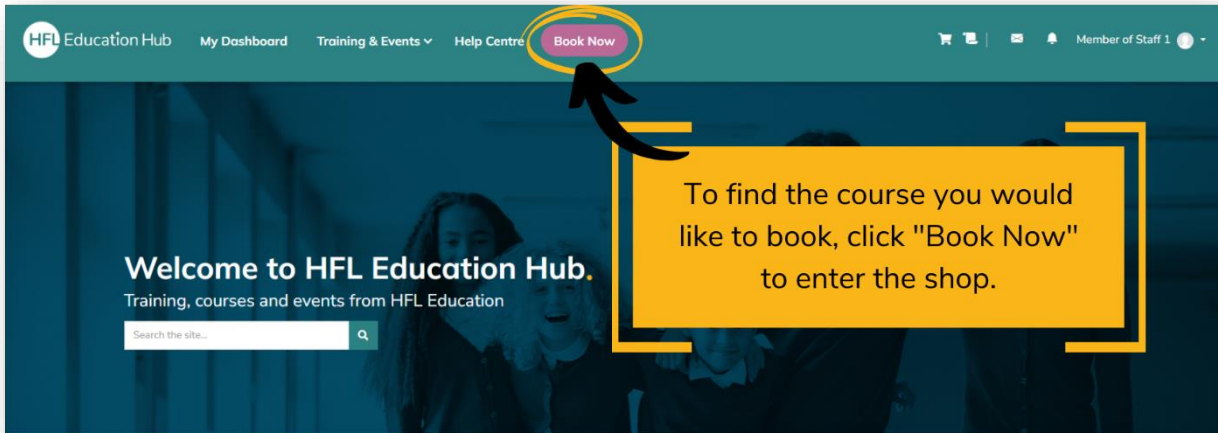 HFL Education Hub
My Dashboard
Training & Events
Help Centre
Book Now
Member of Staff 1
To find the course you would
like to book, click "Book Now"
to enter the shop.
Welcome to HFL Education Hub.
Training, courses and events from HFL Education
Search the site...